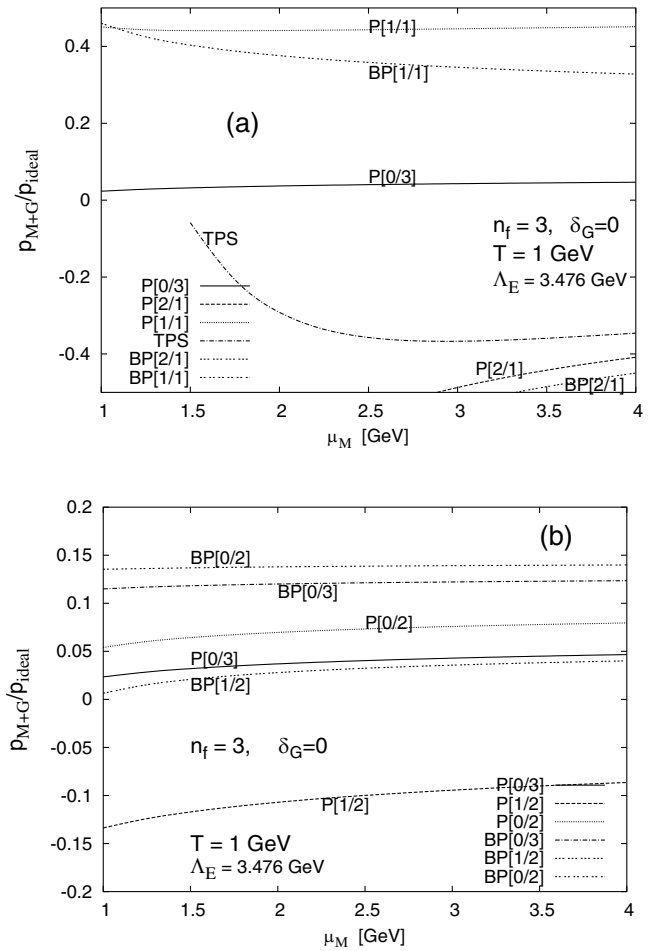 0.4
0.2
0
-0.2
-0.4
p_{M+G}/p_{ideal}
P[1/1]
BP[1/1]
(a)
P[0/3]
n_f = 3, δ_G=0
TPS
T = 1 GeV
Λ_E = 3.476 GeV
P[0/3]
P[2/1]
P[1/1]
TPS
BP[2/1]
BP[1/1]
P[2/1]
BP[2/1]
1 1.5 2 2.5 3 3.5 4
μ_M [GeV]
0.2
0.15
0.1
0.05
0
-0.05
-0.1
-0.15
-0.2
p_{M+G}/p_{ideal}
(b)
BP[0/2]
BP[0/3]
P[0/2]
P[0/3]
BP[1/2]
n_f = 3, δ_G=0
P[1/2]
T = 1 GeV
Λ_E = 3.476 GeV
P[0/3]
P[1/2]
P[0/2]
BP[0/3]
BP[1/2]
BP[0/2]
1 1.5 2 2.5 3 3.5 4
μ_M [GeV]